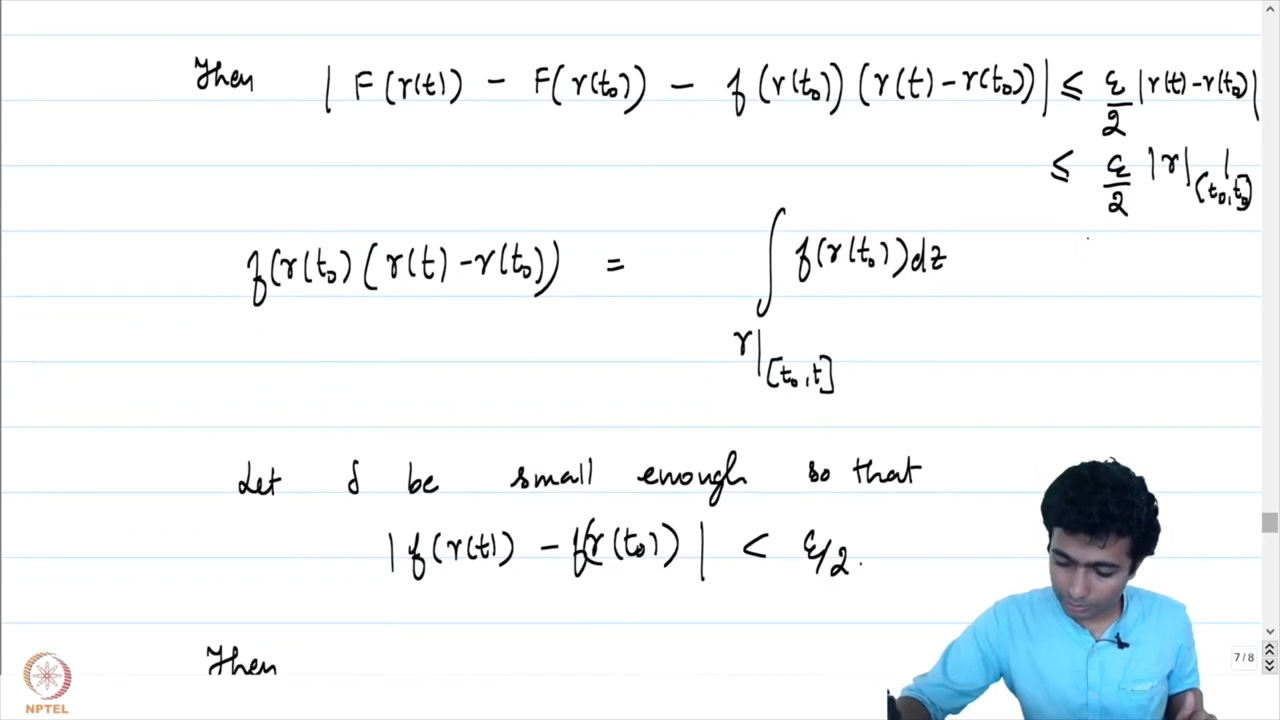 Then | F(γ(t)) − F(γ(t₀)) − f(γ(t₀)) (γ(t) − γ(t₀)) | ≤ ε/2 |γ(t) − γ(t₀)|
≤ ε/2 |γ|_[t₀,t]|
f(γ(t₀)(γ(t) − γ(t₀)) = ∫_{γ|[t₀,t]} f(γ(t₀)) dz
Let δ be small enough so that
|f(γ(t)) − f(γ(t₀))| < ε/2.
Then
7/8
NPTEL